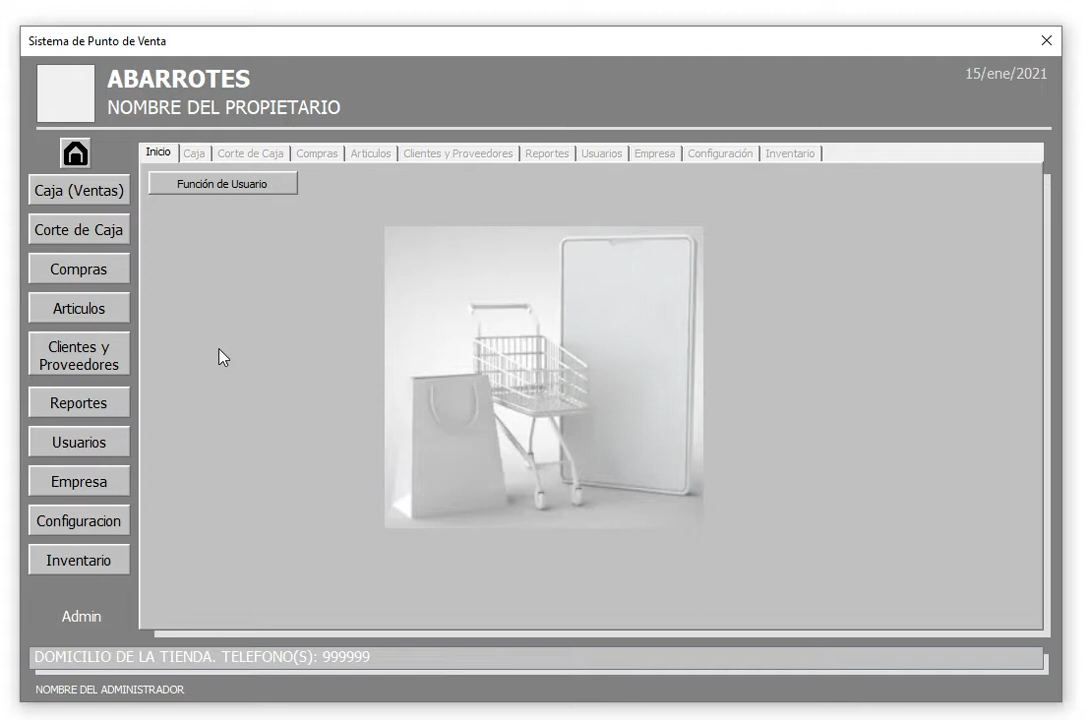 Sistema de Punto de Venta
ABARROTES
NOMBRE DEL PROPIETARIO
15/ene/2021
Inicio Caja Corte de Caja Compras Articulos Clientes y Proveedores Reportes Usuarios Empresa Configuración Inventario
Función de Usuario
Caja (Ventas)
Corte de Caja
Compras
Articulos
Clientes y
Proveedores
Reportes
Usuarios
Empresa
Configuracion
Inventario
Admin
DOMICILIO DE LA TIENDA. TELEFONO(S): 999999
NOMBRE DEL ADMINISTRADOR